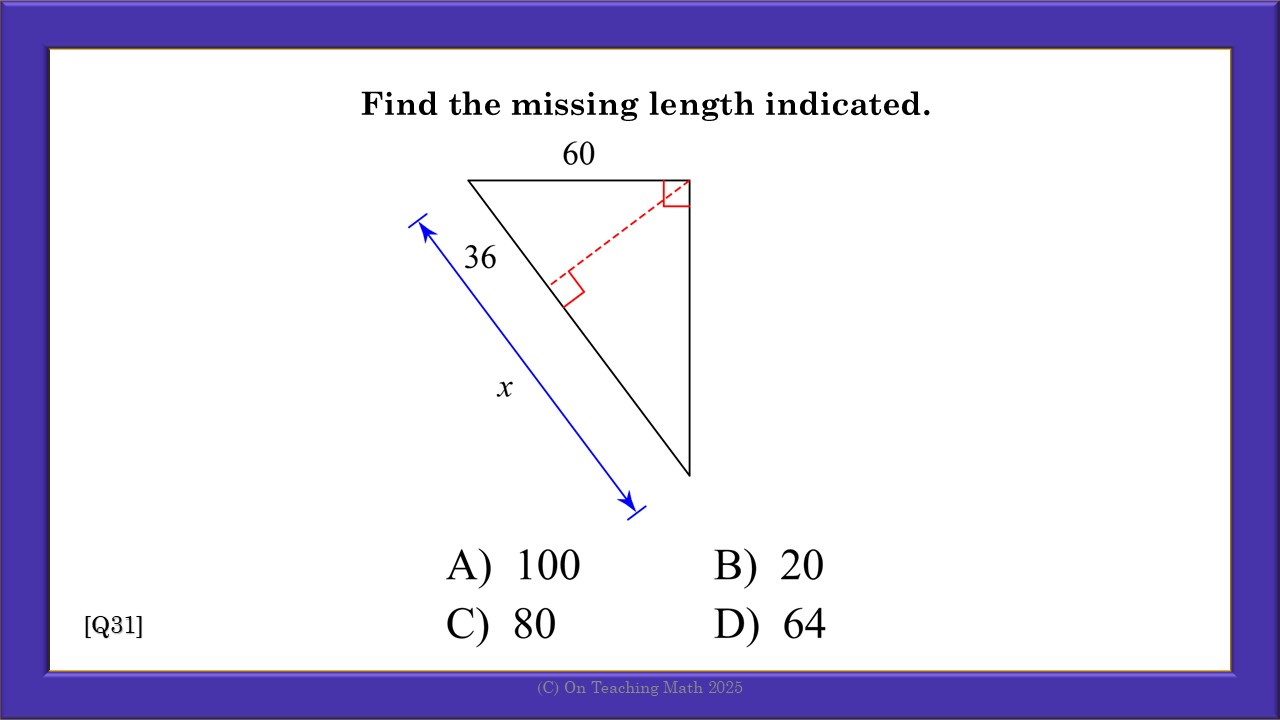 Find the missing length indicated.
60
36
x
A) 100 B) 20
C) 80 D) 64
[Q31]
(C) On Teaching Math 2025